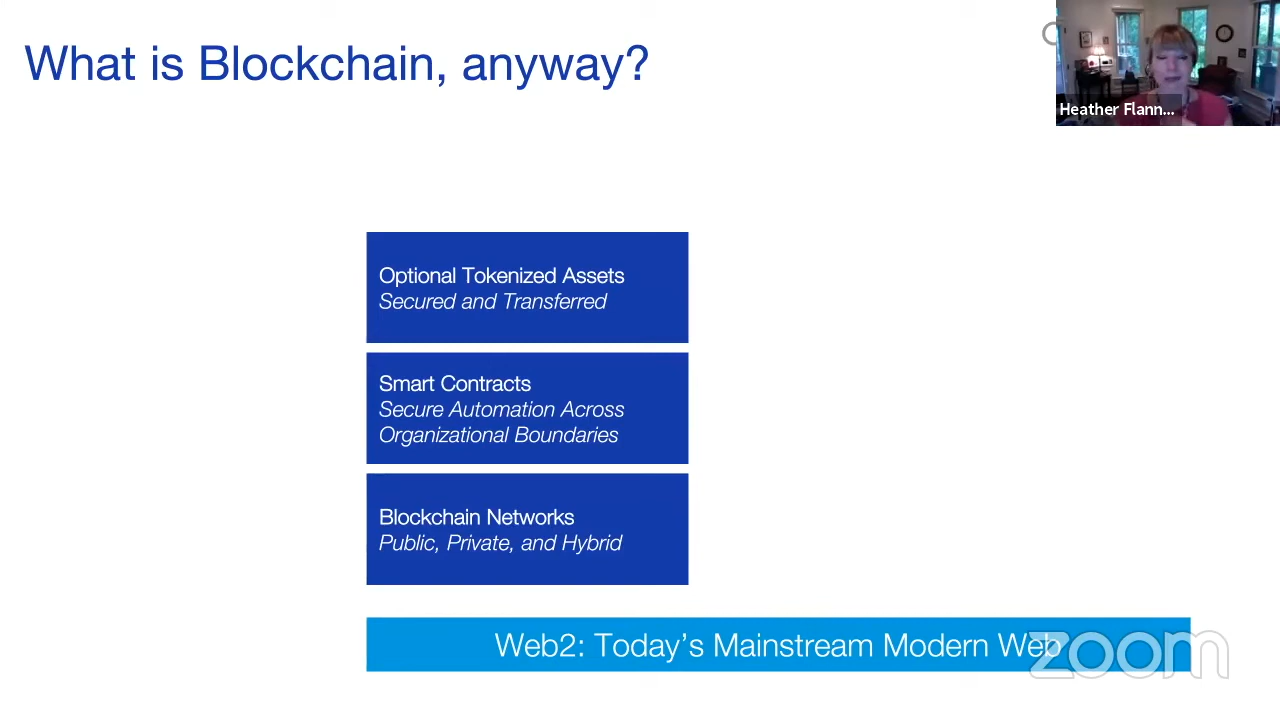 What is Blockchain, anyway?
Heather Flann...
Optional Tokenized Assets
Secured and Transferred
Smart Contracts
Secure Automation Across
Organizational Boundaries
Blockchain Networks
Public, Private, and Hybrid
Web2: Today’s Mainstream Modern Web
zoom